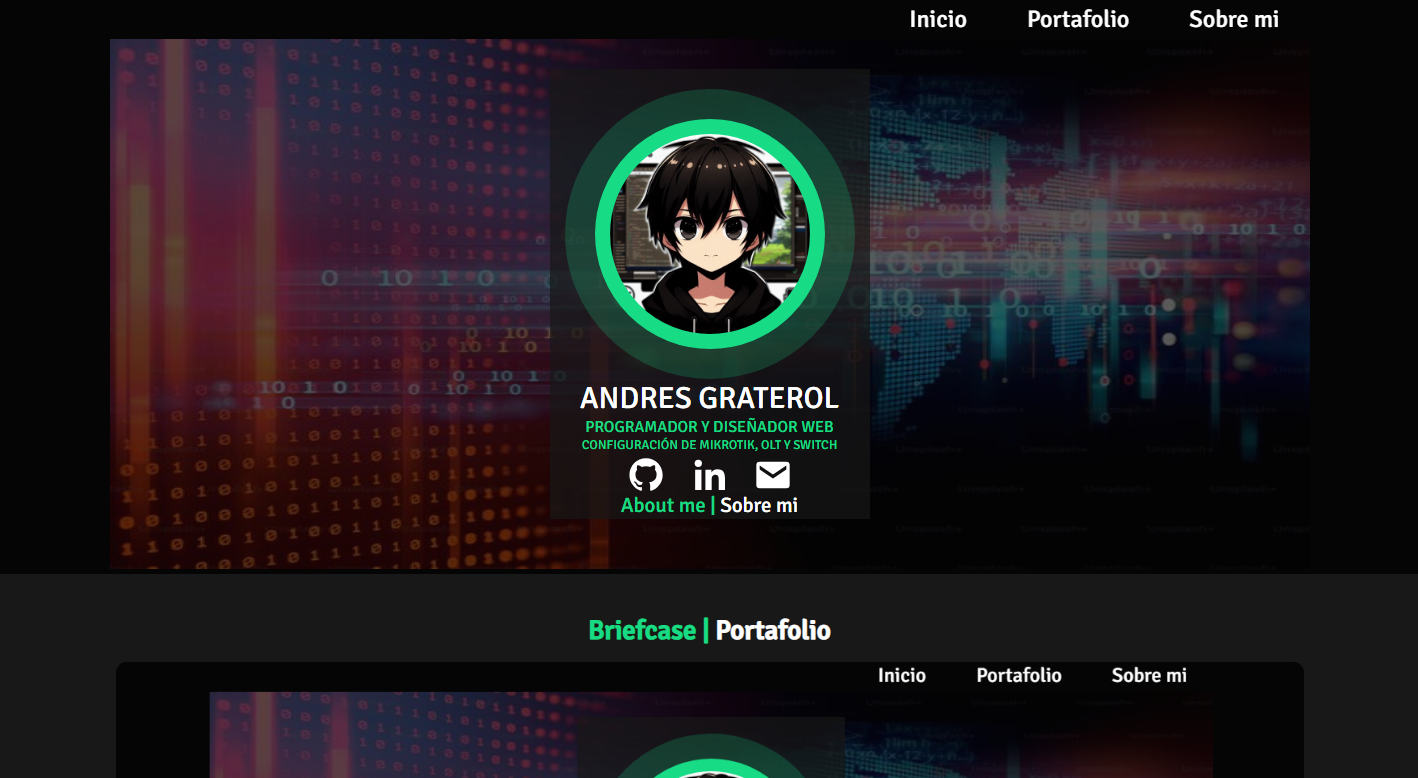 Inicio Portafolio Sobre mi
ANDRES GRATEROL
PROGRAMADOR Y DISEÑADOR WEB
CONFIGURACIÓN DE MIKROTIK, OLT Y SWITCH
in
About me | Sobre mi
Briefcase | Portafolio
Inicio Portafolio Sobre mi